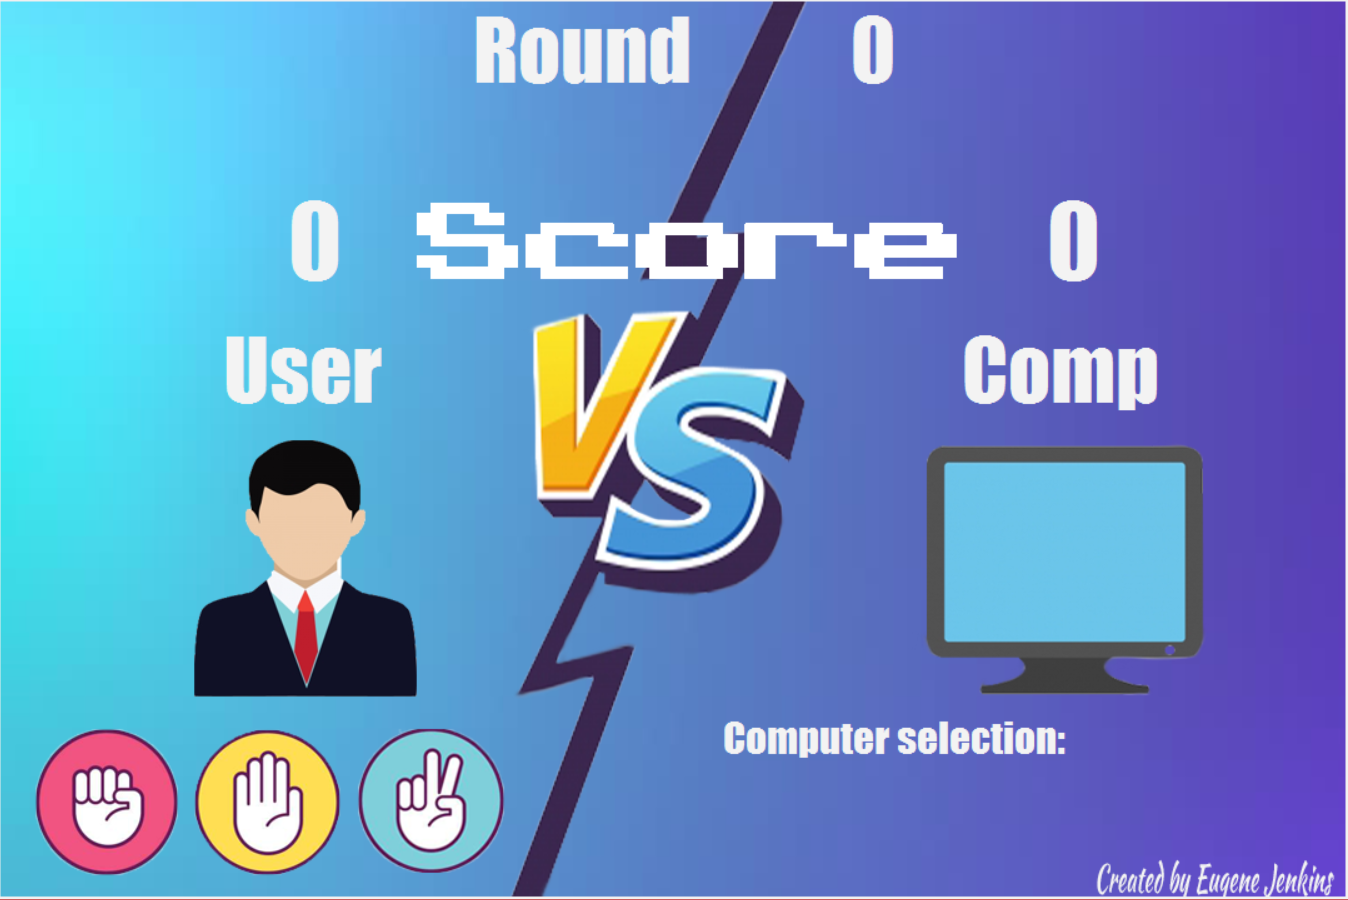 Round 0
0 Score 0
VS
User Comp
Computer selection:
Created by Eugene Jenkins